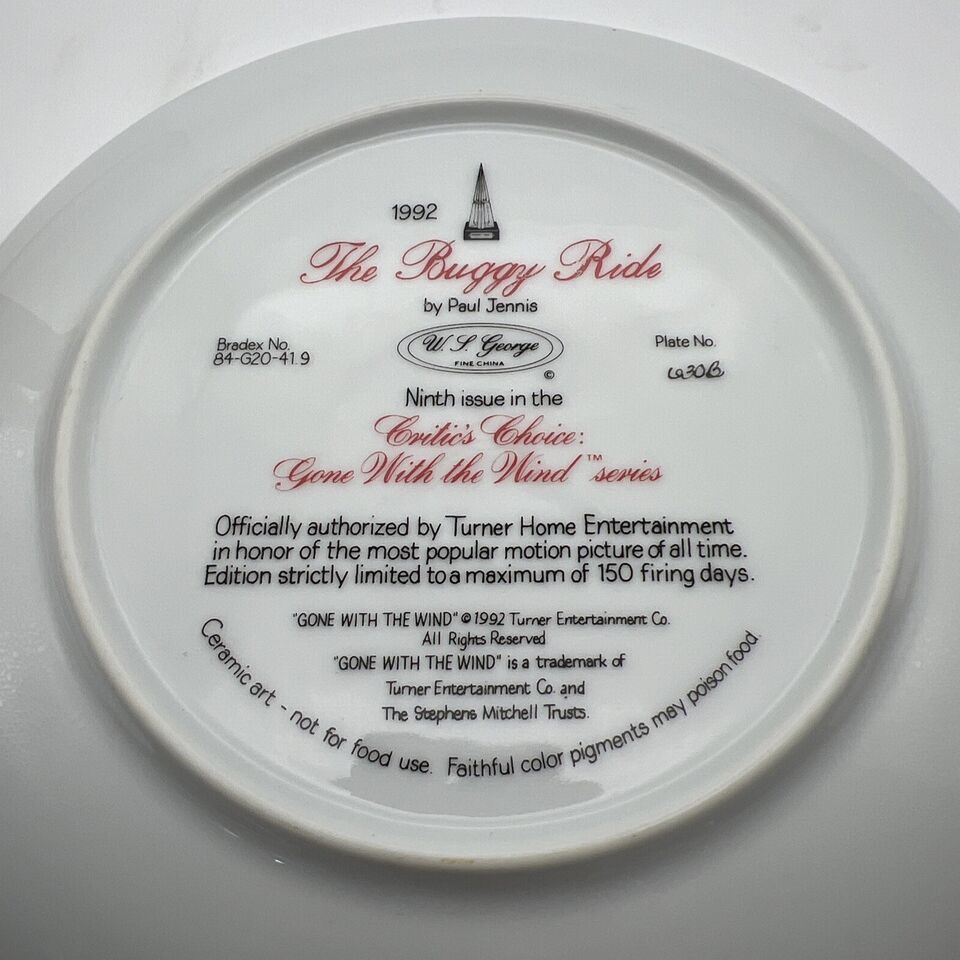 1992
The Buggy Ride
by Paul Jennis
Bradex No.
84-G20-41.9
W. S. George
FINE CHINA
©
Plate No.
630B
Ninth issue in the
Critic's Choice:
Gone With the Wind™ series
Officially authorized by Turner Home Entertainment
in honor of the most popular motion picture of all time.
Edition strictly limited to a maximum of 150 firing days.
"GONE WITH THE WIND" © 1992 Turner Entertainment Co.
All Rights Reserved
"GONE WITH THE WIND" is a trademark of
Turner Entertainment Co. and
The Stephens Mitchell Trusts.
Ceramic art - not for food use. Faithful color pigments may poison food.